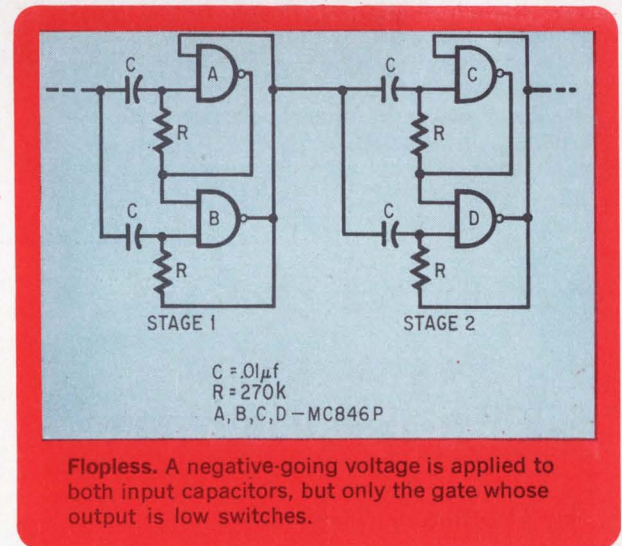 C
A
C
C
R
R
C
B
C
D
R
R
STAGE 1
STAGE 2
C = .01μf
R = 270k
A, B, C, D – MC846P
Flopless. A negative-going voltage is applied to
both input capacitors, but only the gate whose
output is low switches.